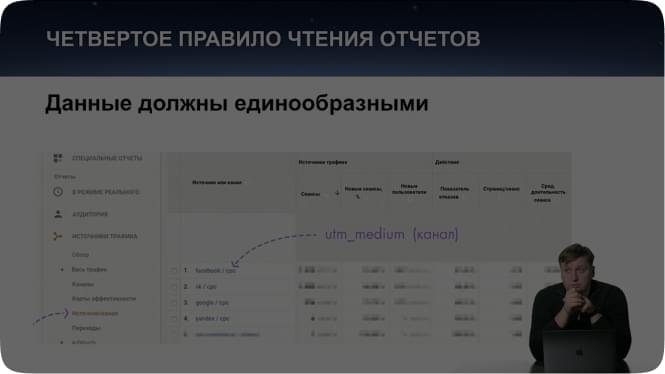 ЧЕТВЕРТОЕ ПРАВИЛО ЧТЕНИЯ ОТЧЕТОВ
Данные должны единообразными
СПЕЦИАЛЬНЫЕ ОТЧЕТЫ
Отчеты
В РЕЖИМЕ РЕАЛЬНОГО
АУДИТОРИЯ
ИСТОЧНИКИ ТРАФИКА
Обзор
Весь трафик
Каналы
Карты эффективности
Источник/канал
Переходы
AdWords
Источник или канал
Источники трафика
Действия
Сеансы
Новые сеансы, %
Новые пользователи
Показатель отказов
Страниц/сеанс
Сред. длительность сеанса
utm_medium (канал)
1. facebook / cpc
2. vk / cpc
3. google / cpc
4. yandex / cpc
5.